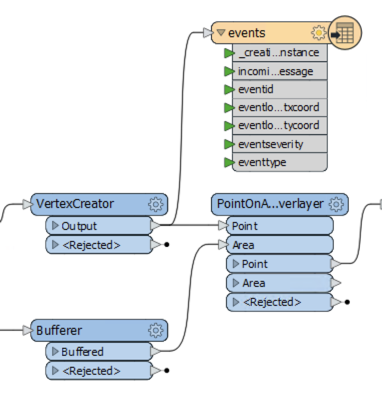 events
_creati...nstance
incomi...essage
eventid
eventlo...txcoord
eventlo...tycoord
eventseverity
eventtype
VertexCreator
Output
<Rejected>
PointOnA...verlayer
Point
Area
Point
Area
<Rejected>
Bufferer
Buffered
<Rejected>